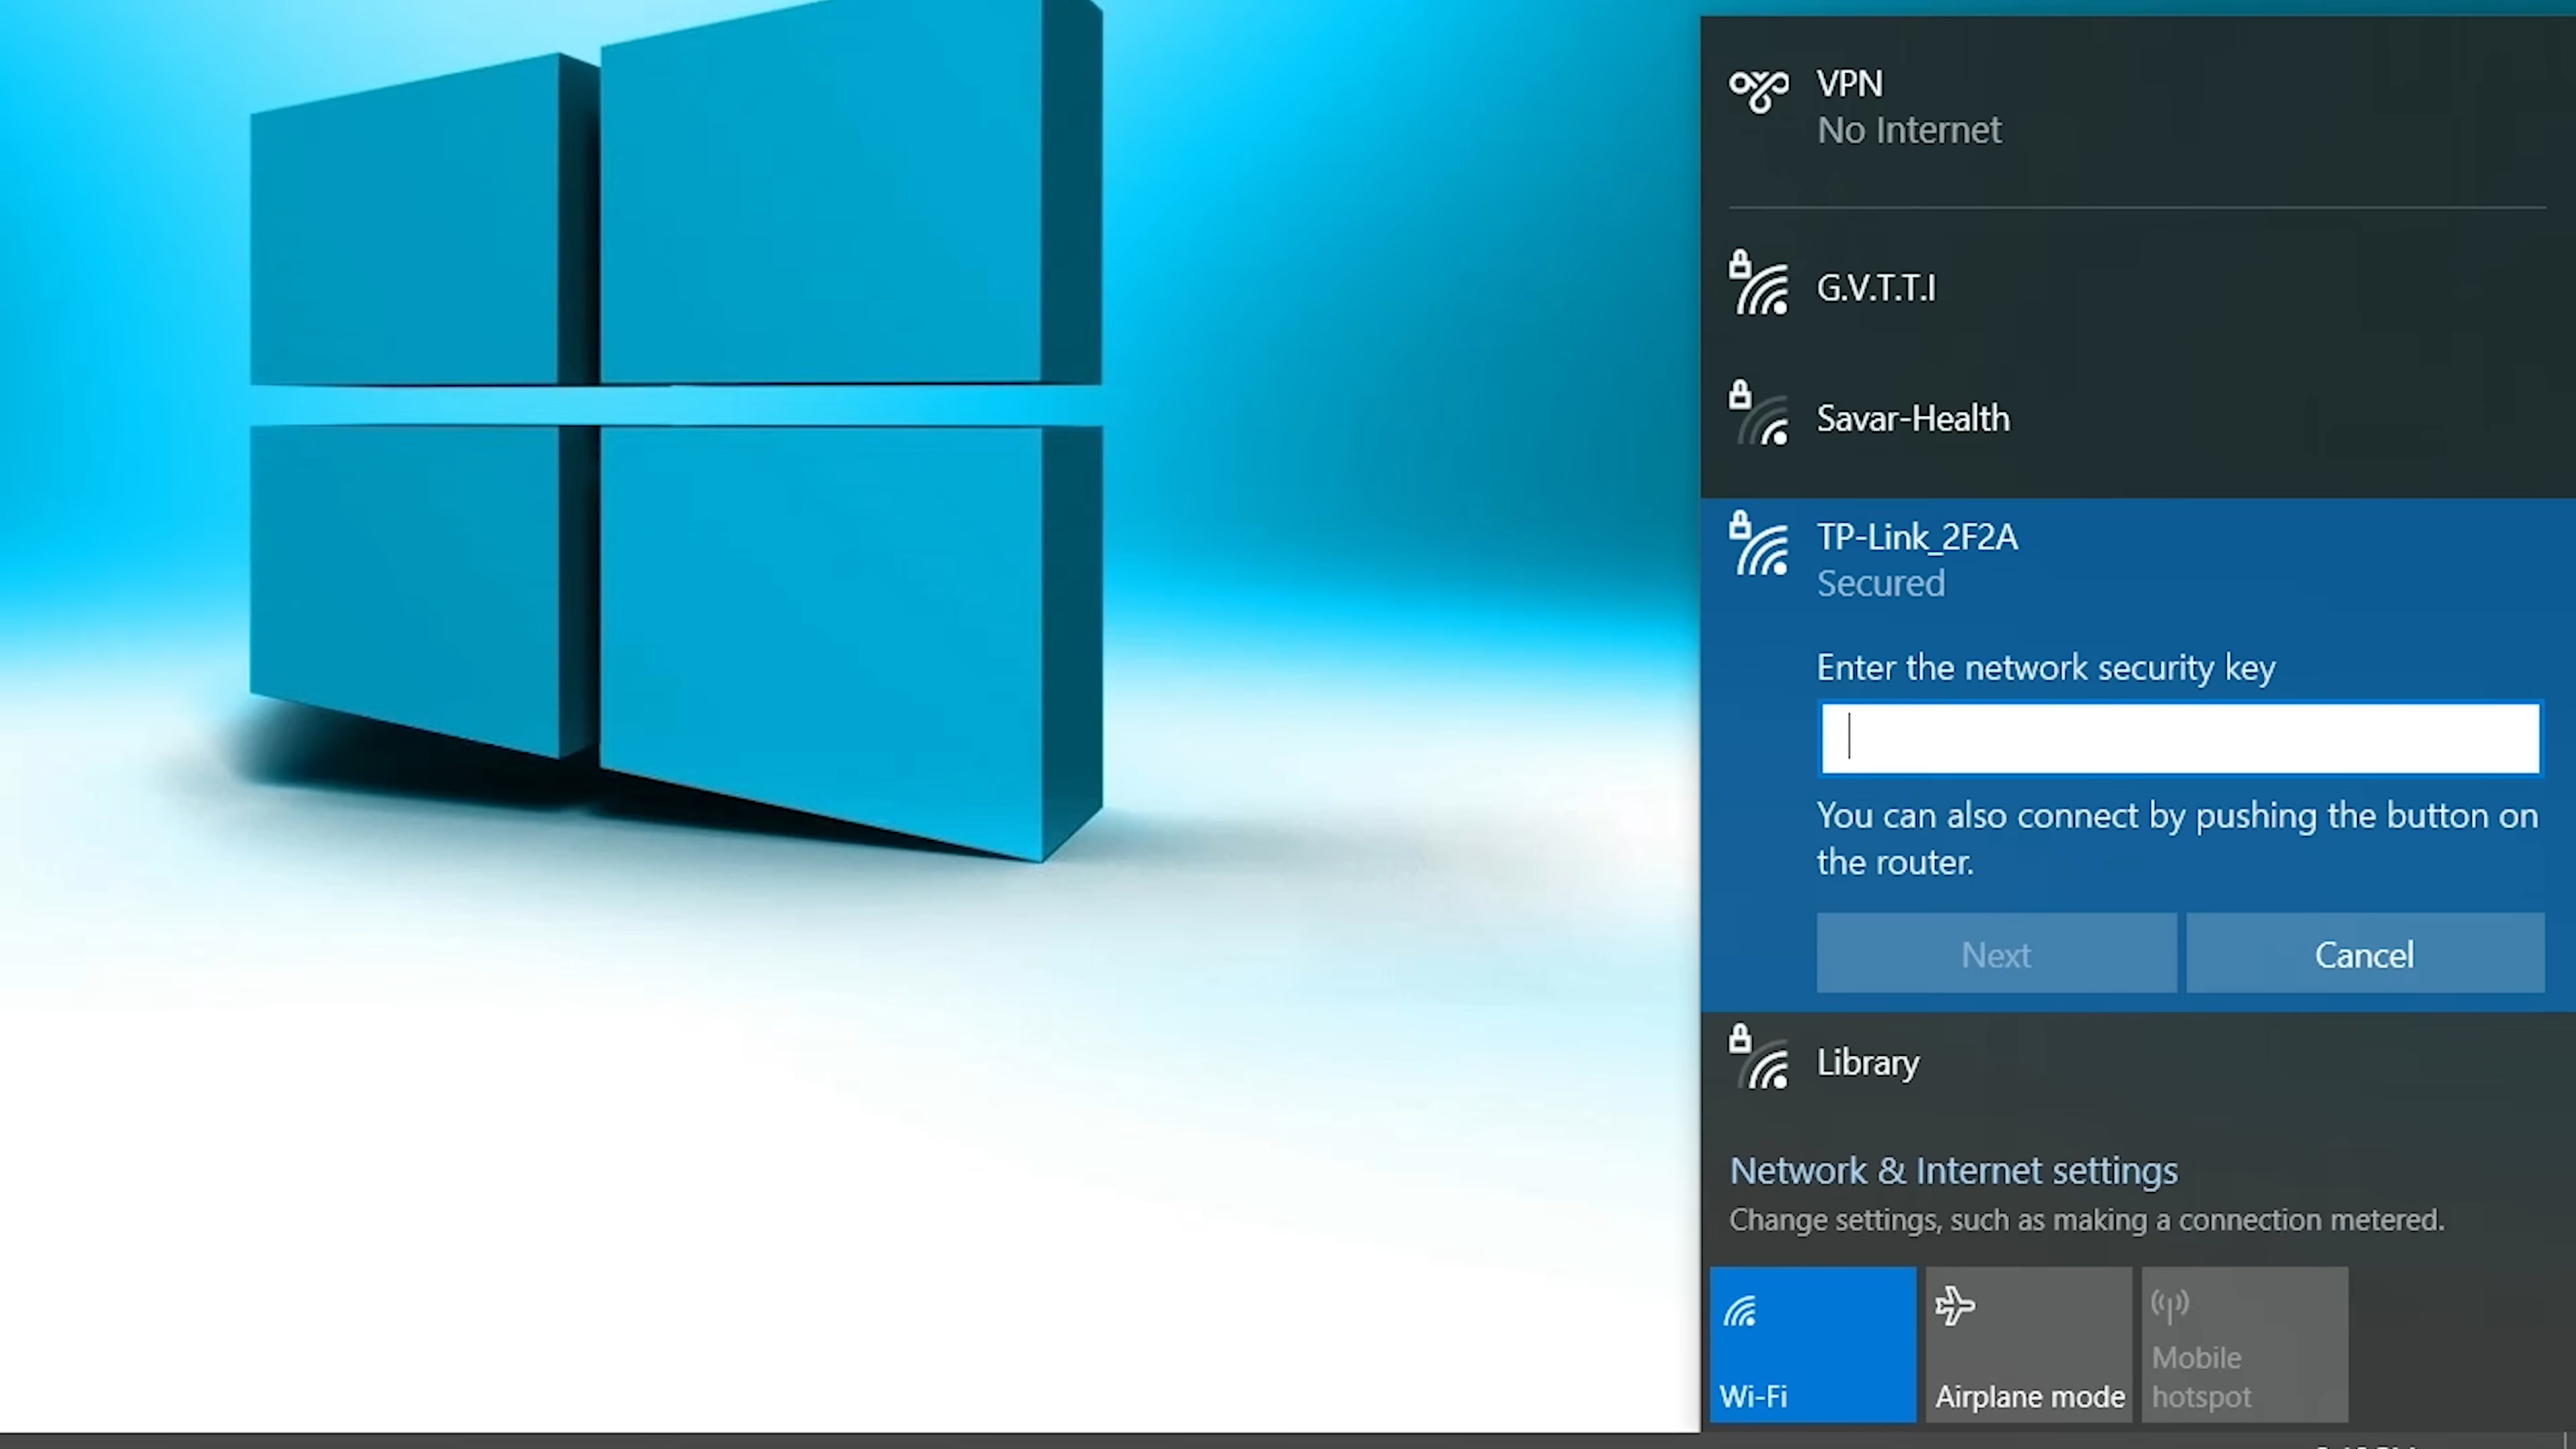 VPN
No Internet
G.V.T.T.I
Savar-Health
TP-Link_2F2A
Secured
Enter the network security key
You can also connect by pushing the button on
the router.
Next
Cancel
Library
Network & Internet settings
Change settings, such as making a connection metered.
Wi-Fi
Airplane mode
Mobile
hotspot